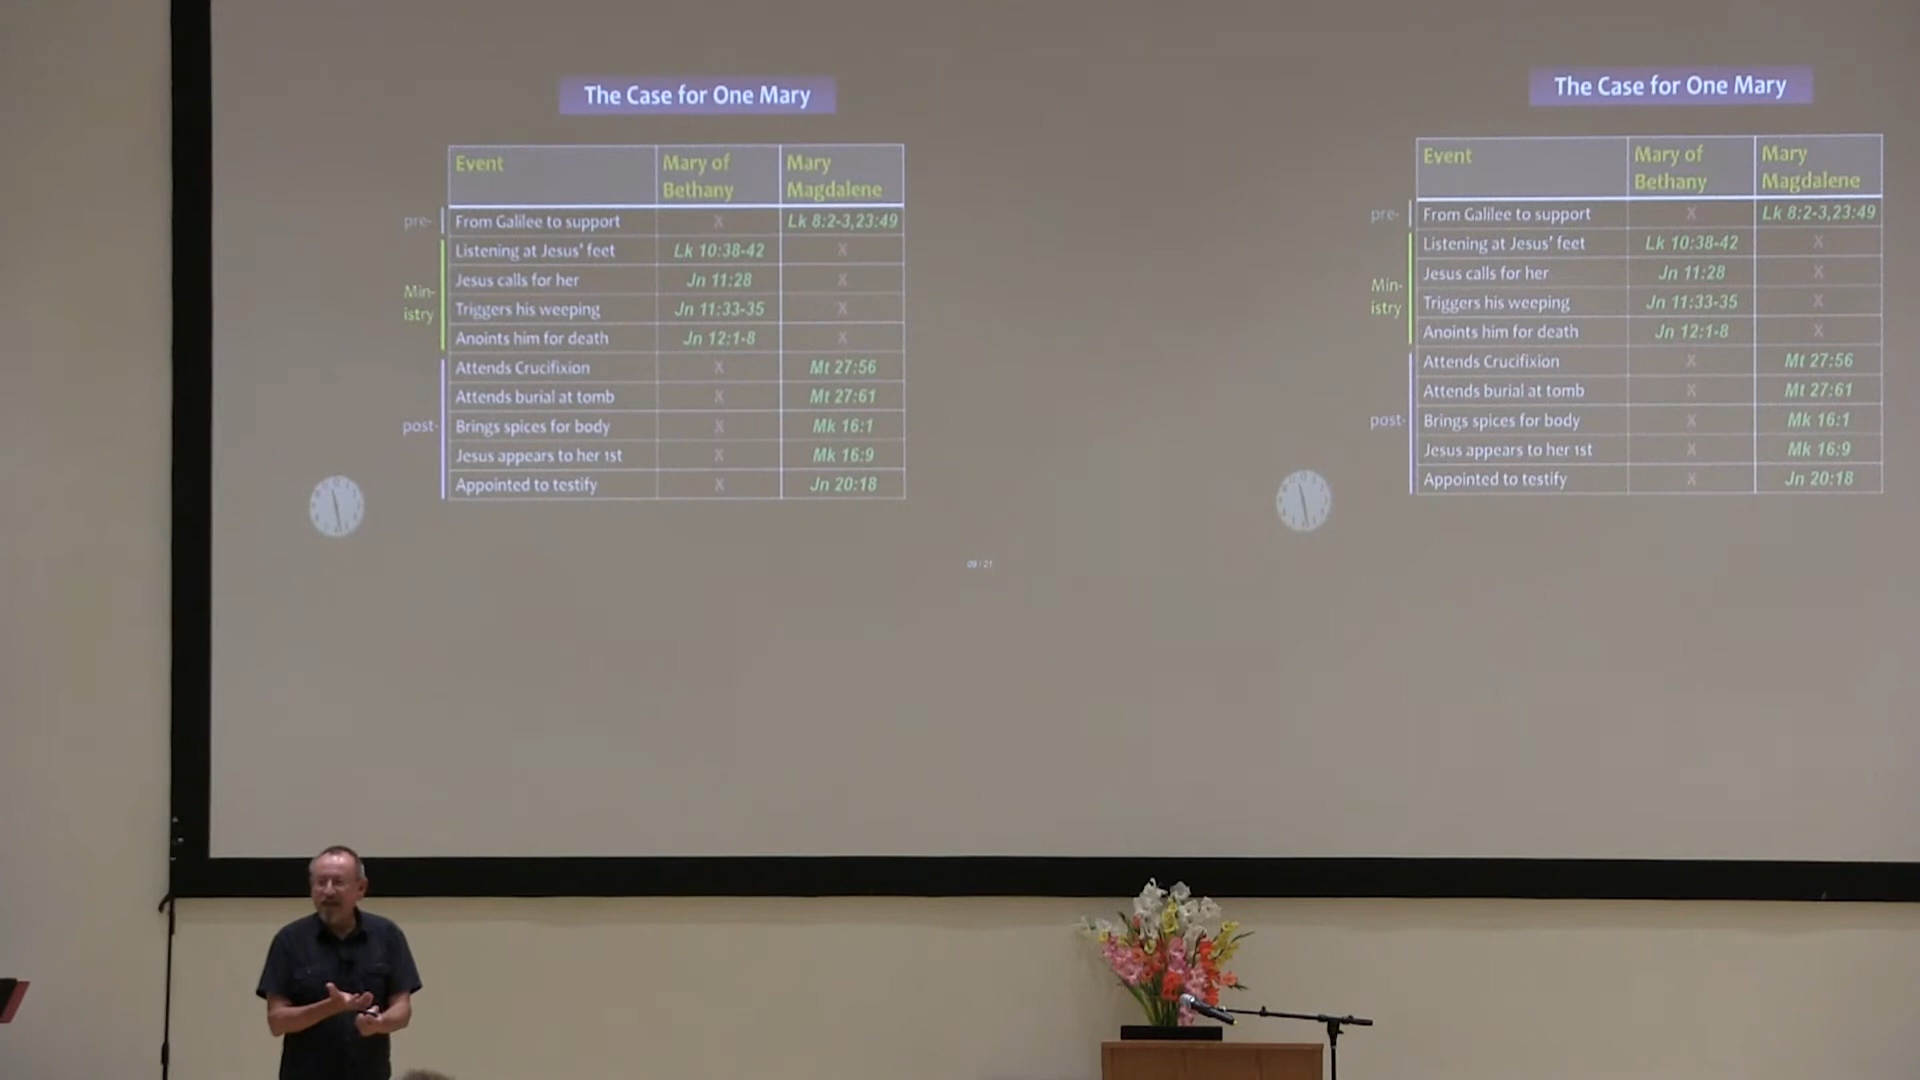 The Case for One Mary
Event Mary of Bethany Mary Magdalene
pre- From Galilee to support X Lk 8:2-3,23:49
Listening at Jesus' feet Lk 10:38-42 X
Jesus calls for her Jn 11:28 X
Min-
istry
Triggers his weeping Jn 11:33-35 X
Anoints him for death Jn 12:1-8 X
Attends Crucifixion X Mt 27:56
Attends burial at tomb X Mt 27:61
post- Brings spices for body X Mk 16:1
Jesus appears to her 1st X Mk 16:9
Appointed to testify X Jn 20:18
09 / 21
The Case for One Mary
Event Mary of Bethany Mary Magdalene
pre- From Galilee to support X Lk 8:2-3,23:49
Listening at Jesus' feet Lk 10:38-42 X
Jesus calls for her Jn 11:28 X
Min-
istry
Triggers his weeping Jn 11:33-35 X
Anoints him for death Jn 12:1-8 X
Attends Crucifixion X Mt 27:56
Attends burial at tomb X Mt 27:61
post- Brings spices for body X Mk 16:1
Jesus appears to her 1st X Mk 16:9
Appointed to testify X Jn 20:18